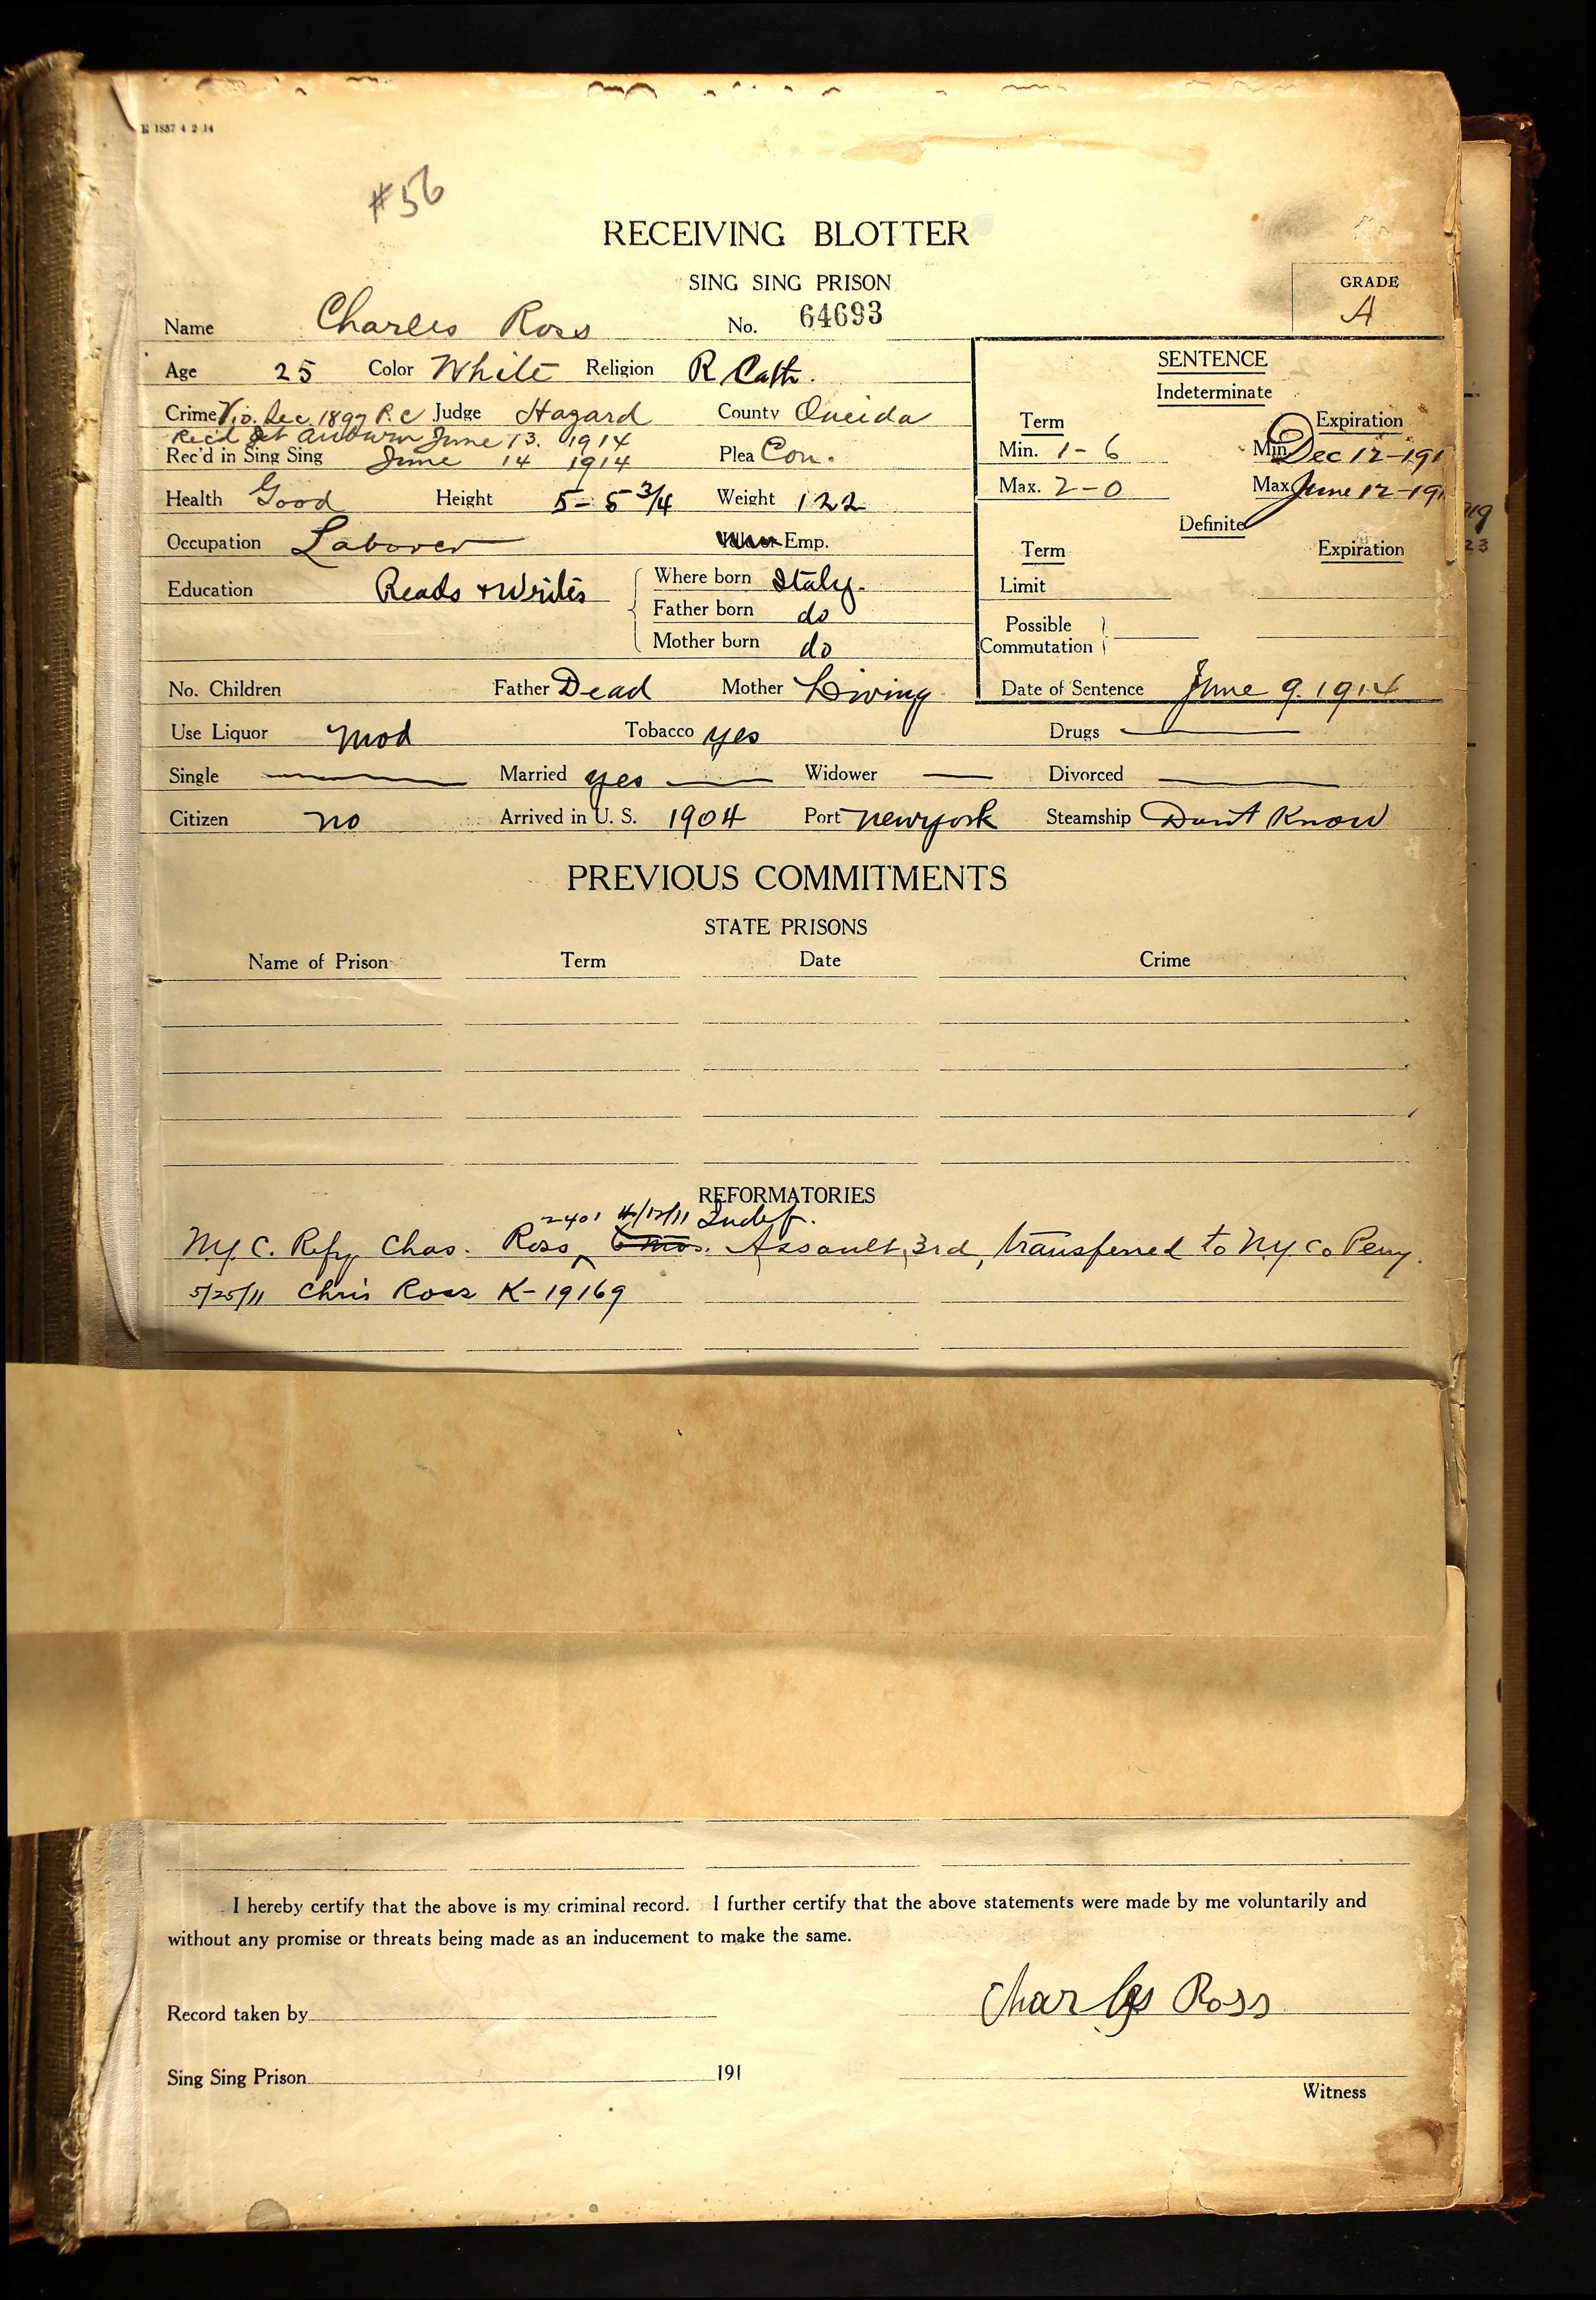 E 1857 4 2 14
#56
RECEIVING BLOTTER
SING SING PRISON
GRADE
A
Name Charles Ross No. 64693
Age 25 Color White Religion R Cath.
Crime Vio. Sec. 1897 P.C Judge Hazard County Oneida
Rec'd at Auburn June 13. 1914
Rec'd in Sing Sing June 14 1914 Plea Con.
Health Good Height 5-5 3/4 Weight 122
Occupation Laborer Emp.
Education Reads + Writes
Where born Italy.
Father born do
Mother born do
SENTENCE
Indeterminate
Term Expiration
Min. 1-6 Min Dec 12-191
Max. 2-0 Max June 12-191
Definite
Term Expiration
Limit
Possible
Commutation
Date of Sentence June 9. 1914
19
23
No. Children Father Dead Mother Living
Use Liquor Mod Tobacco yes Drugs
Single Married yes Widower Divorced
Citizen no Arrived in U. S. 1904 Port newyork Steamship Dont Know
PREVIOUS COMMITMENTS
STATE PRISONS
Name of Prison Term Date Crime
REFORMATORIES
2401 4/12/11 Indef.
N.Y.C. Refy Chas. Ross, 6 mos. Assault, 3rd, transferred to N.Y. Co Peny.
5/25/11 Chris Ross K-19169
I hereby certify that the above is my criminal record. I further certify that the above statements were made by me voluntarily and
without any promise or threats being made as an inducement to make the same.
Record taken by Charles Ross
Sing Sing Prison 191
Witness